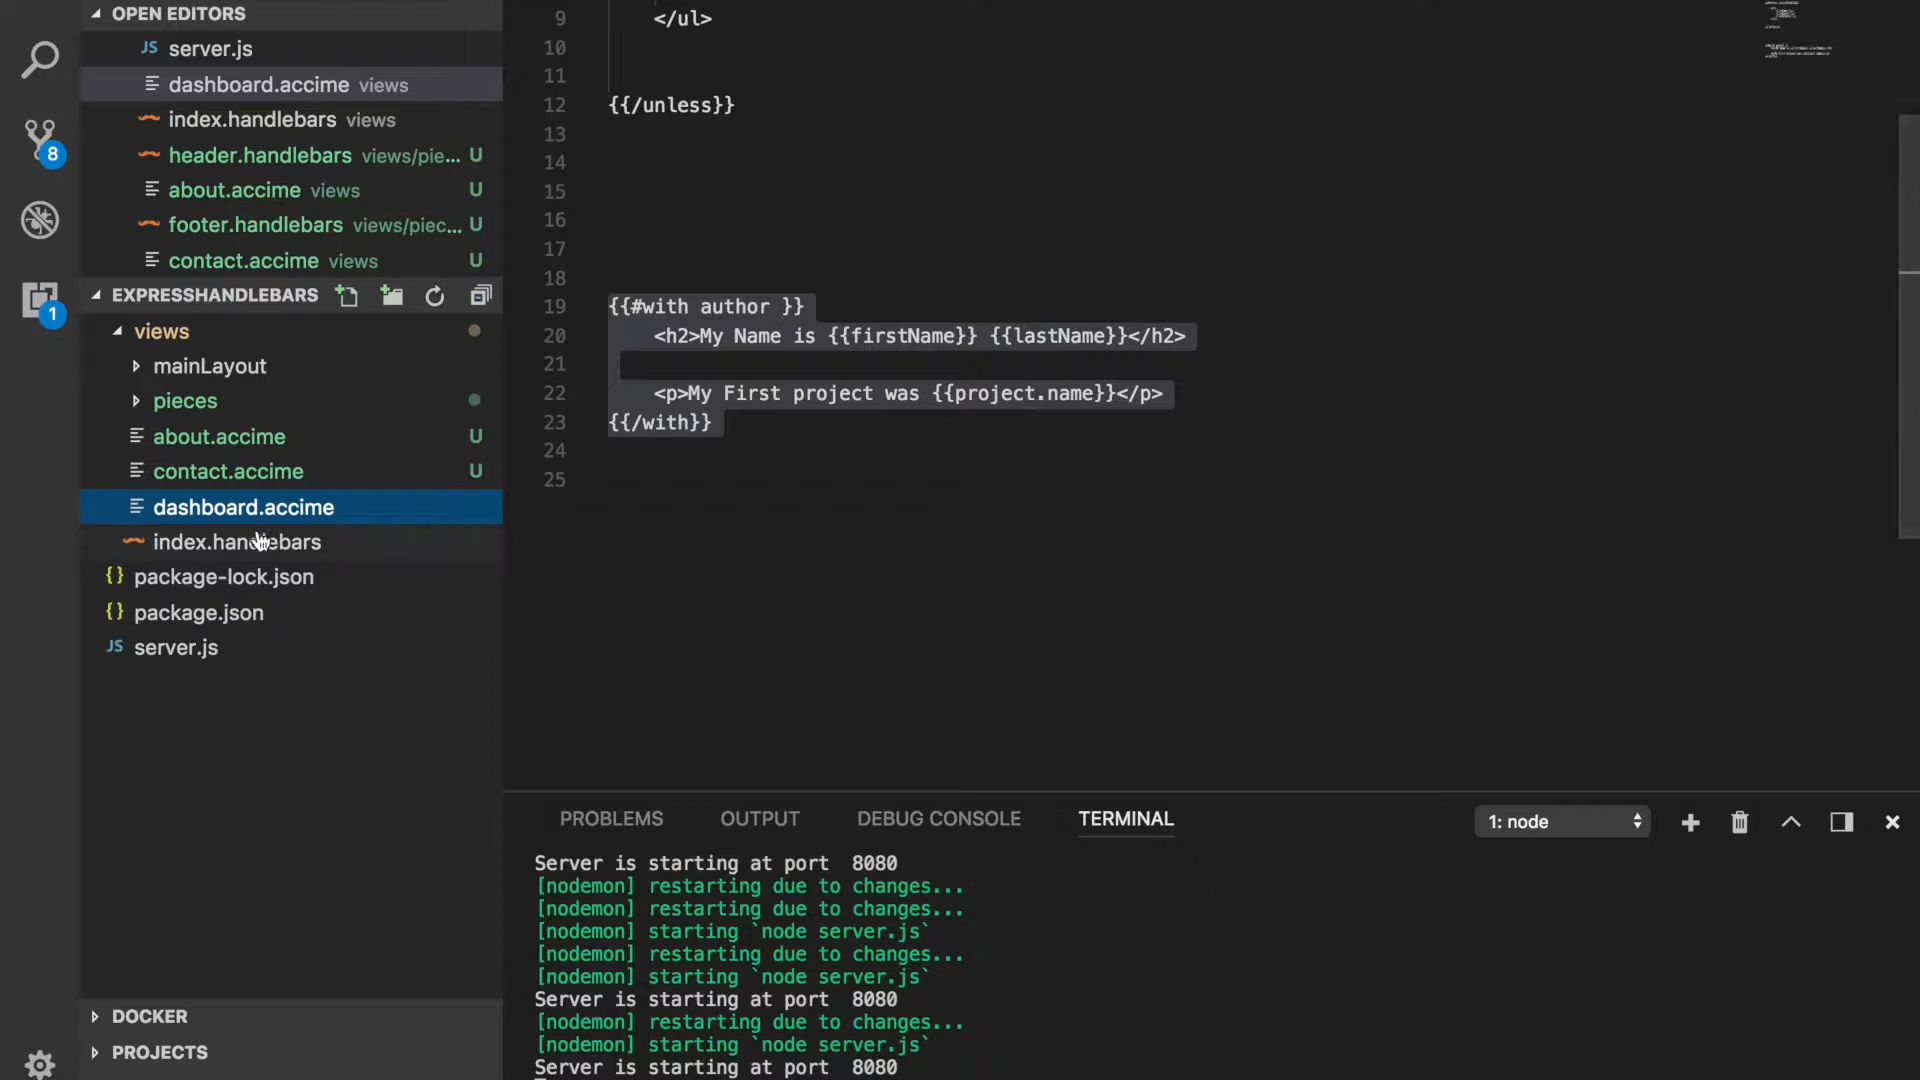 OPEN EDITORS
JS server.js
dashboard.accime views
index.handlebars views
header.handlebars views/pie... U
about.accime views U
footer.handlebars views/piec... U
contact.accime views U
8
1
EXPRESSHANDLEBARS
views
mainLayout
pieces
about.accime U
contact.accime U
dashboard.accime
index.handlebars
{} package-lock.json
{} package.json
JS server.js
DOCKER
PROJECTS
9 </ul>
10
11
12 {{/unless}}
13
14
15
16
17
18
19 {{#with author }}
20 <h2>My Name is {{firstName}} {{lastName}}</h2>
21
22 <p>My First project was {{project.name}}</p>
23 {{/with}}
24
25
PROBLEMS OUTPUT DEBUG CONSOLE TERMINAL 1: node
Server is starting at port  8080
[nodemon] restarting due to changes...
[nodemon] restarting due to changes...
[nodemon] starting `node server.js`
[nodemon] restarting due to changes...
[nodemon] starting `node server.js`
Server is starting at port  8080
[nodemon] restarting due to changes...
[nodemon] starting `node server.js`
Server is starting at port  8080